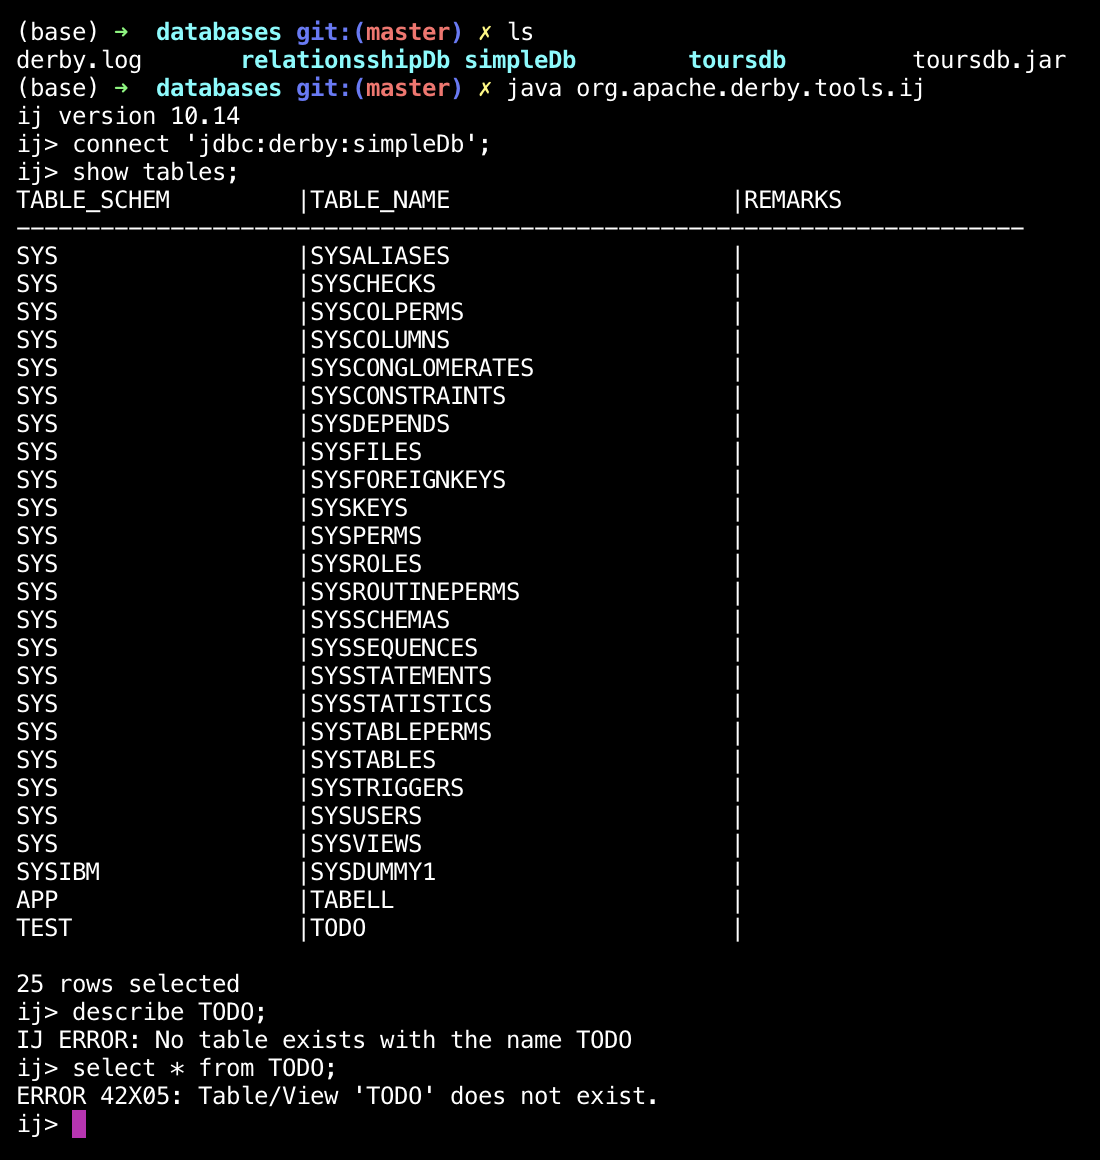 (base) ➜  databases git:(master) ✗ ls
derby.log       relationsshipDb simpleDb        toursdb         toursdb.jar
(base) ➜  databases git:(master) ✗ java org.apache.derby.tools.ij
ij version 10.14
ij> connect 'jdbc:derby:simpleDb';
ij> show tables;
TABLE_SCHEM         |TABLE_NAME                    |REMARKS
------------------------------------------------------------------------
SYS                 |SYSALIASES                    |
SYS                 |SYSCHECKS                     |
SYS                 |SYSCOLPERMS                   |
SYS                 |SYSCOLUMNS                    |
SYS                 |SYSCONGLOMERATES              |
SYS                 |SYSCONSTRAINTS                |
SYS                 |SYSDEPENDS                    |
SYS                 |SYSFILES                      |
SYS                 |SYSFOREIGNKEYS                |
SYS                 |SYSKEYS                       |
SYS                 |SYSPERMS                      |
SYS                 |SYSROLES                      |
SYS                 |SYSROUTINEPERMS               |
SYS                 |SYSSCHEMAS                    |
SYS                 |SYSSEQUENCES                  |
SYS                 |SYSSTATEMENTS                 |
SYS                 |SYSSTATISTICS                 |
SYS                 |SYSTABLEPERMS                 |
SYS                 |SYSTABLES                     |
SYS                 |SYSTRIGGERS                   |
SYS                 |SYSUSERS                      |
SYS                 |SYSVIEWS                      |
SYSIBM              |SYSDUMMY1                     |
APP                 |TABELL                        |
TEST                |TODO                          |
25 rows selected
ij> describe TODO;
IJ ERROR: No table exists with the name TODO
ij> select * from TODO;
ERROR 42X05: Table/View 'TODO' does not exist.
ij>